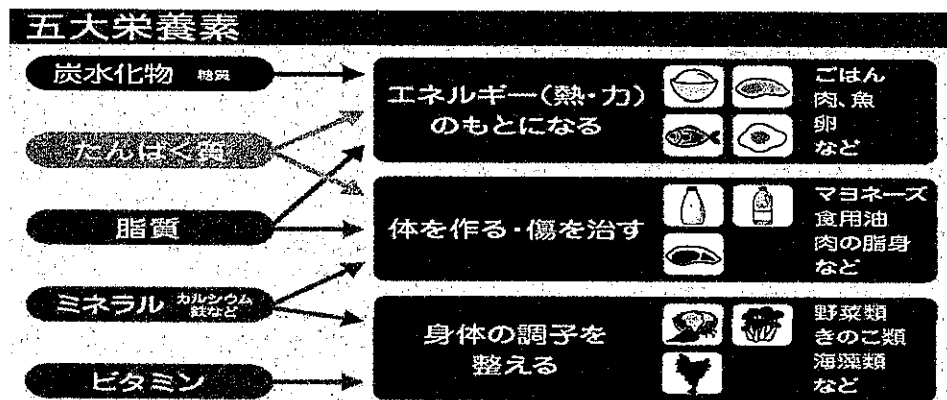 五大栄養素
炭水化物 糖質
たんぱく質
脂質
ミネラル カルシウム
鉄など
ビタミン
エネルギー(熱・力)
のもとになる
ごはん
肉、魚
卵
など
体を作る・傷を治す
マヨネーズ
食用油
肉の脂身
など
身体の調子を
整える
野菜類
きのこ類
海藻類
など